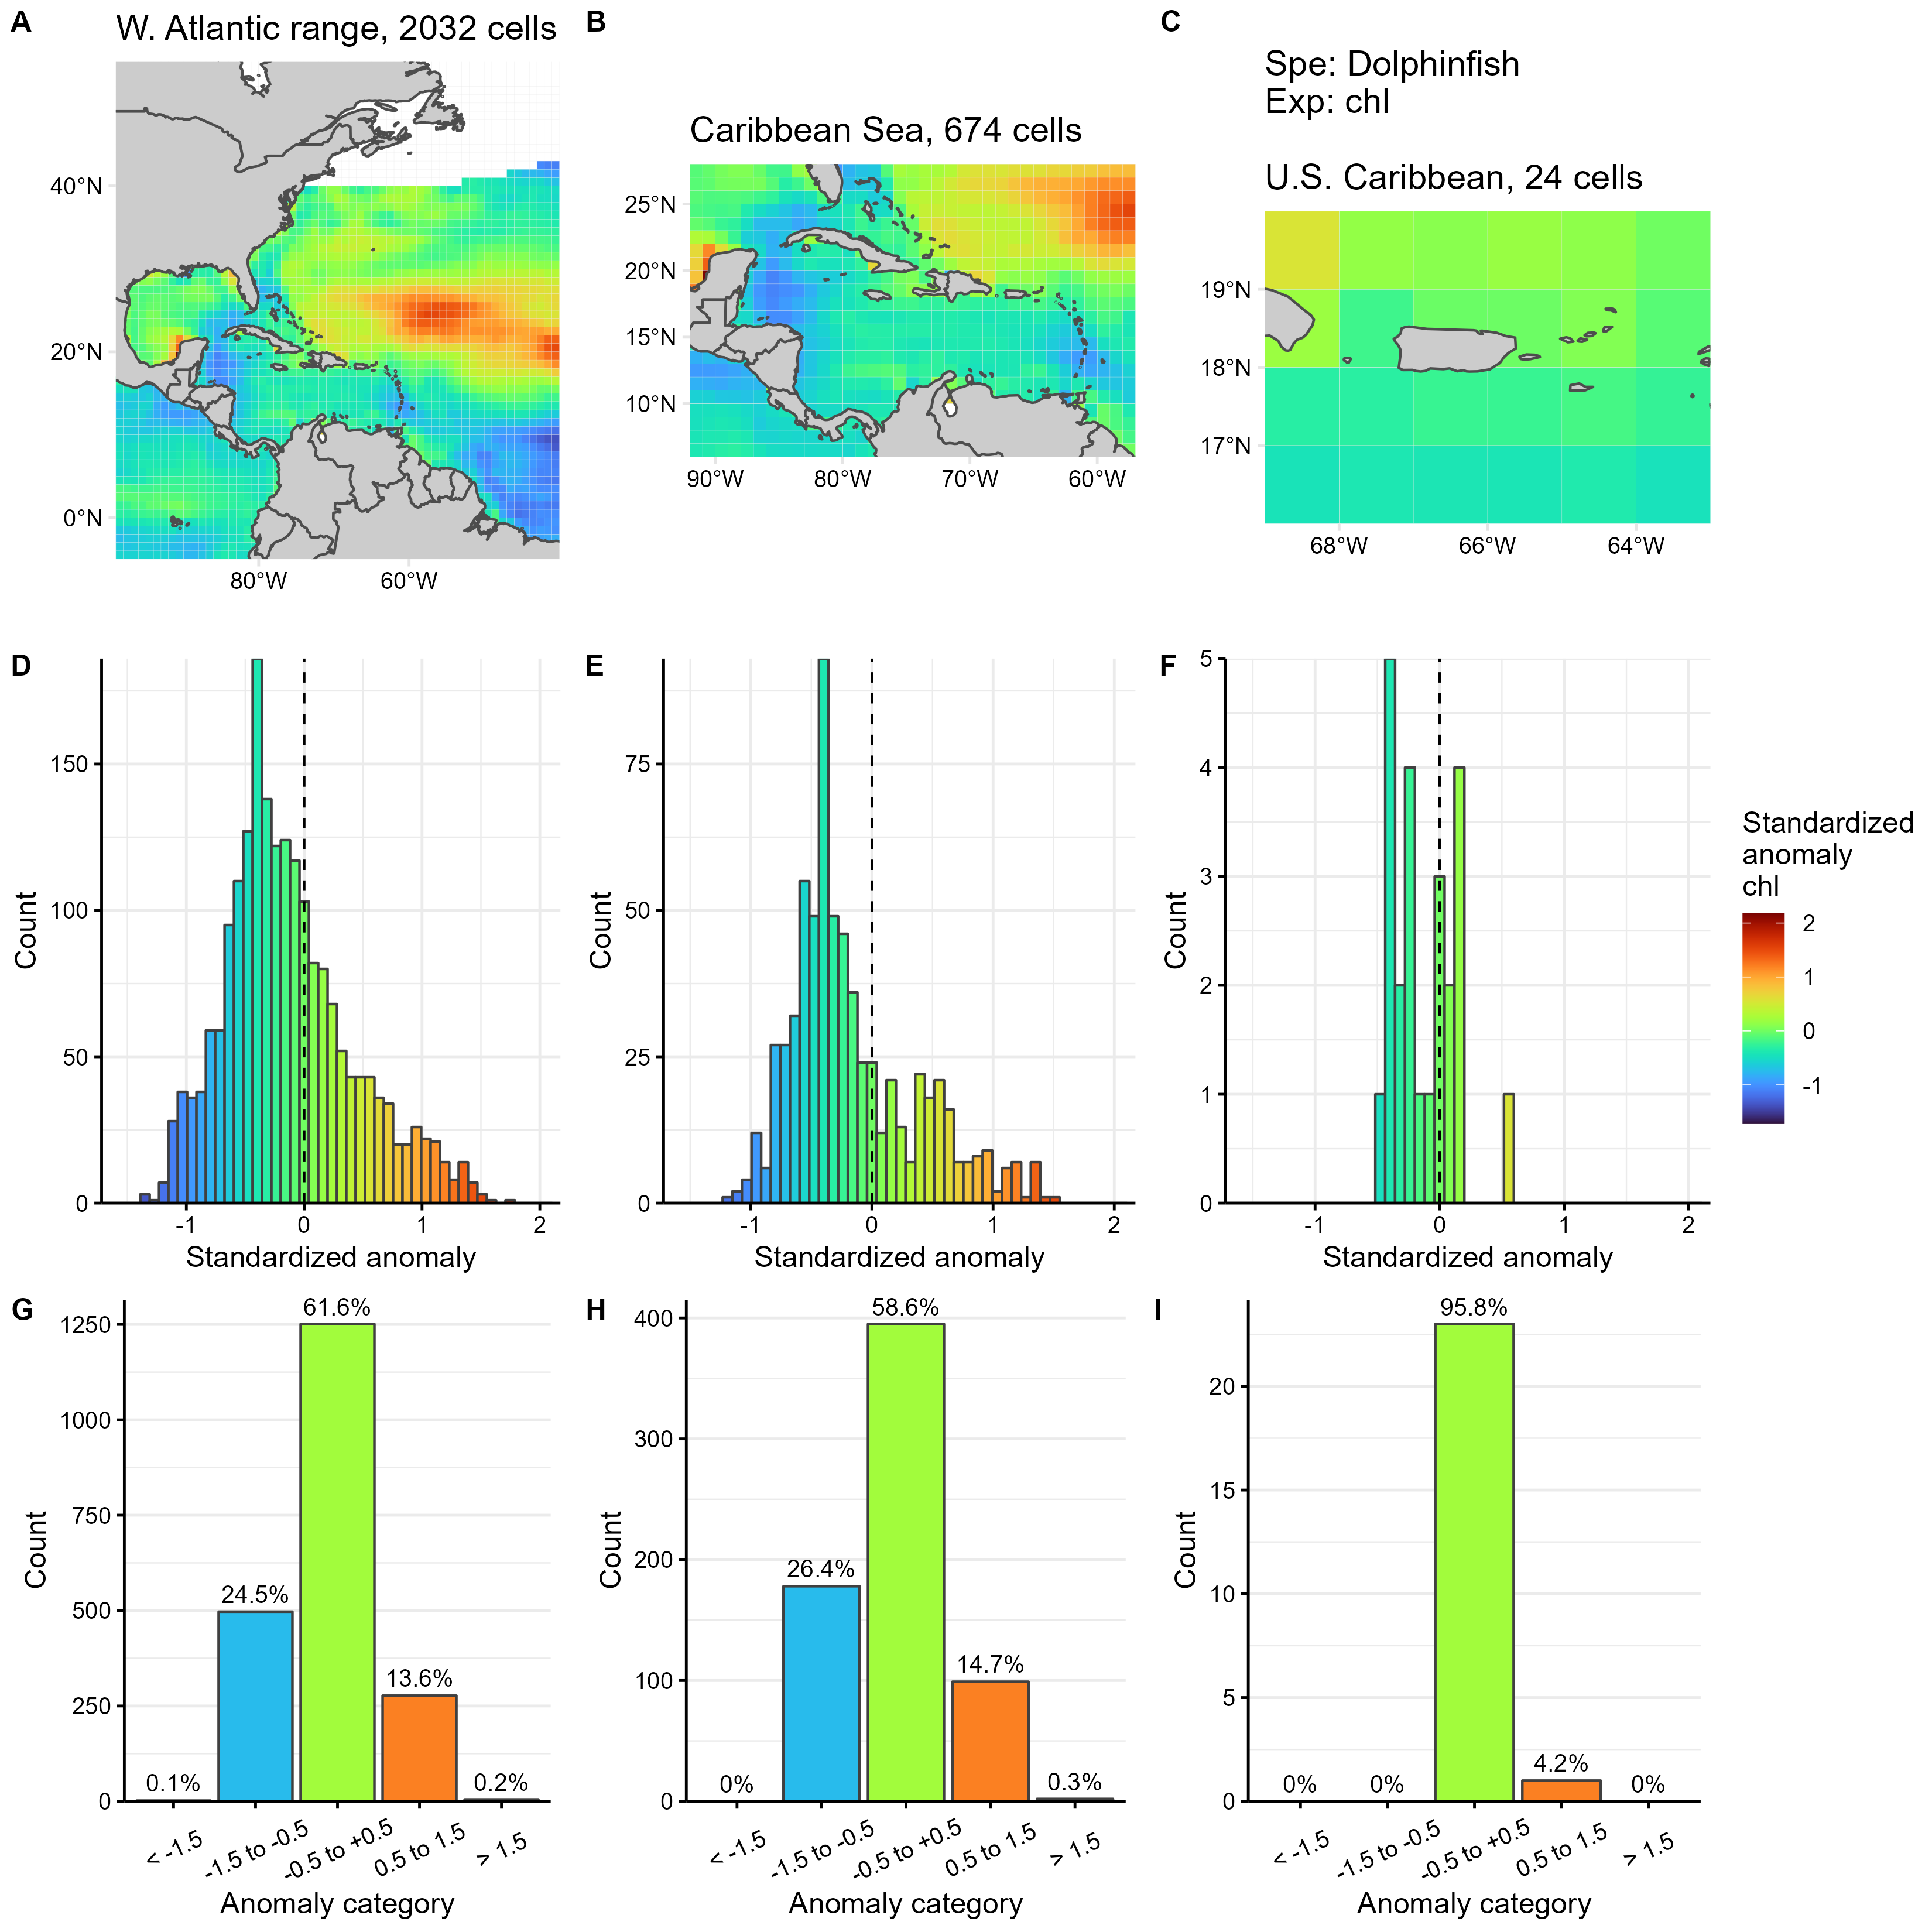 A
W. Atlantic range, 2032 cells
40°N
20°N
0°N
80°W
60°W
B
Caribbean Sea, 674 cells
25°N
20°N
15°N
10°N
90°W
80°W
70°W
60°W
C
Spe: Dolphinfish
Exp: chl
U.S. Caribbean, 24 cells
19°N
18°N
17°N
68°W
66°W
64°W
D
Count
150
100
50
0
-1
0
1
2
Standardized anomaly
E
Count
75
50
25
0
-1
0
1
2
Standardized anomaly
F
Count
5
4
3
2
1
0
-1
0
1
2
Standardized anomaly
Standardized
anomaly
chl
2
1
0
-1
G
Count
1250
1000
750
500
250
0
0.1%
24.5%
61.6%
13.6%
0.2%
< -1.5
-1.5 to -0.5
-0.5 to +0.5
0.5 to 1.5
> 1.5
Anomaly category
H
Count
400
300
200
100
0
0%
26.4%
58.6%
14.7%
0.3%
< -1.5
-1.5 to -0.5
-0.5 to +0.5
0.5 to 1.5
> 1.5
Anomaly category
I
Count
20
15
10
5
0
0%
0%
95.8%
4.2%
0%
< -1.5
-1.5 to -0.5
-0.5 to +0.5
0.5 to 1.5
> 1.5
Anomaly category